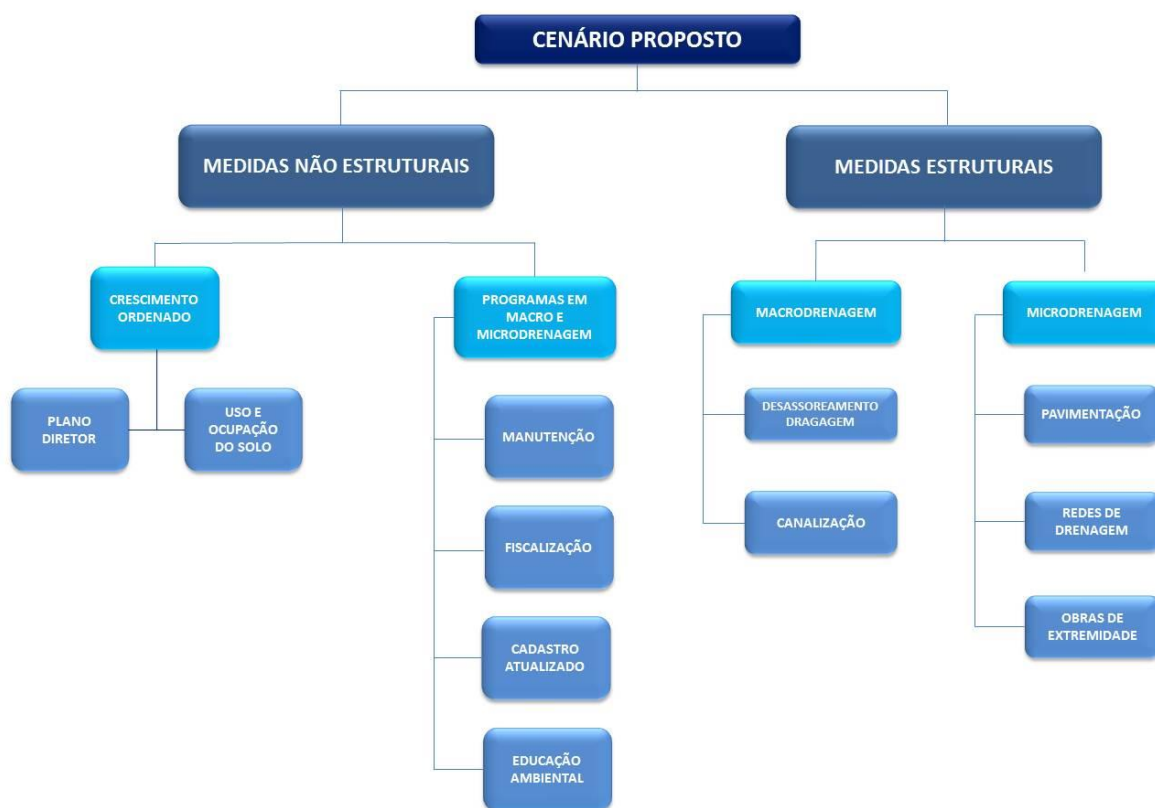 CENÁRIO PROPOSTO
MEDIDAS NÃO ESTRUTURAIS
MEDIDAS ESTRUTURAIS
CRESCIMENTO
ORDENADO
PROGRAMAS EM
MACRO E
MICRODRENAGEM
MACRODRENAGEM
MICRODRENAGEM
PLANO
DIRETOR
USO E
OCUPAÇÃO
DO SOLO
MANUTENÇÃO
FISCALIZAÇÃO
CADASTRO
ATUALIZADO
EDUCAÇÃO
AMBIENTAL
DESASSOREAMENTO
DRAGAGEM
CANALIZAÇÃO
PAVIMENTAÇÃO
REDES DE
DRENAGEM
OBRAS DE
EXTREMIDADE